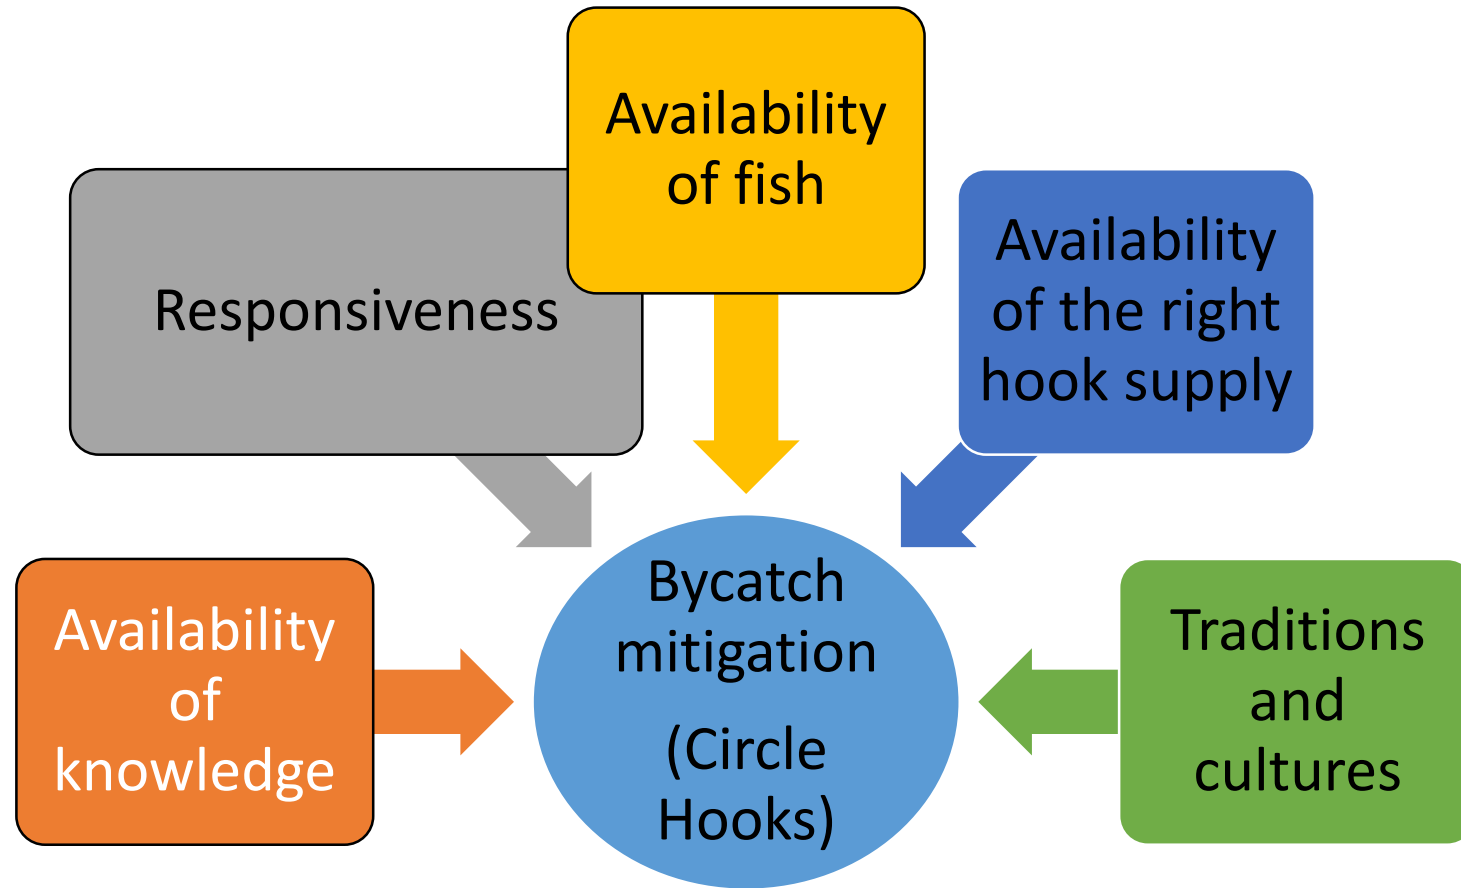 Availability
of fish
Responsiveness
Availability
of the right
hook supply
Availability
of
knowledge
Bycatch
mitigation
(Circle
Hooks)
Traditions
and
cultures